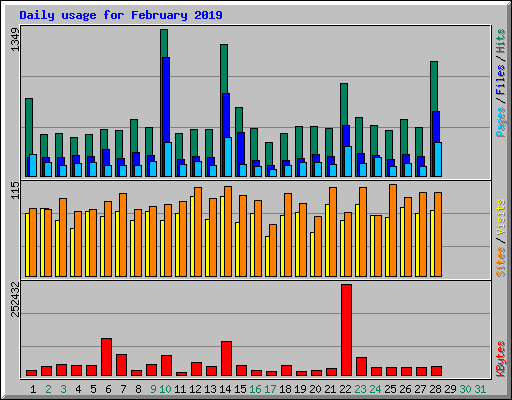 Daily usage for February 2019
1349
Pages / Files / Hits
115
Sites / Visits
252432
KBytes
1 2 3 4 5 6 7 8 9 10 11 12 13 14 15 16 17 18 19 20 21 22 23 24 25 26 27 28 29 30 31